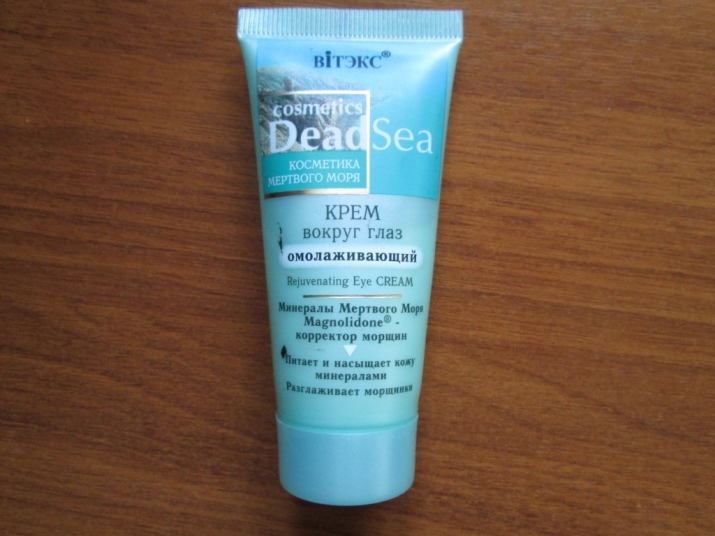 ВІТЭКС®
cosmetics
DeadSea
КОСМЕТИКА
МЕРТВОГО МОРЯ
КРЕМ
вокруг глаз
омолаживающий
Rejuvenating Eye CREAM
Минералы Мертвого Моря
Magnolidone® -
корректор морщин
Питает и насыщает кожу
минералами
Разглаживает морщинки